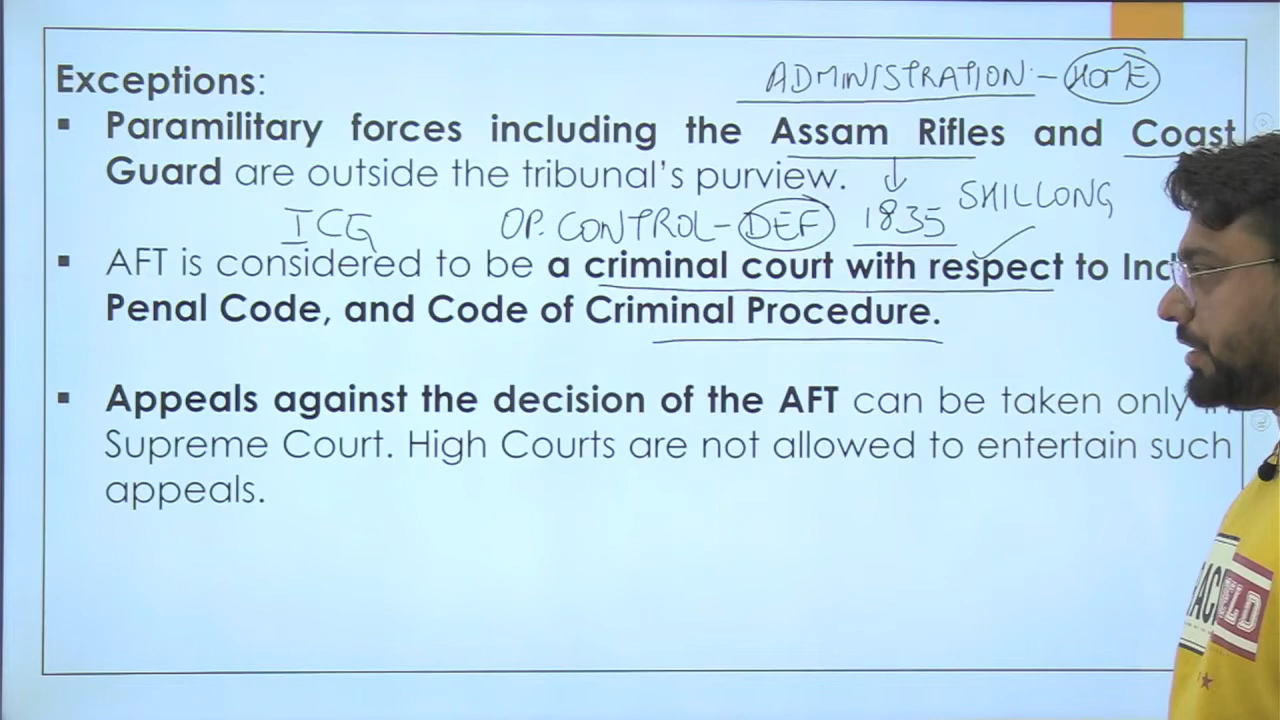 Exceptions:
ADMINISTRATION - HOME
▪ Paramilitary forces including the Assam Rifles and Coast
Guard are outside the tribunal's purview.
SHILLONG
ICG OP. CONTROL - DEF 1835
▪ AFT is considered to be a criminal court with respect to
Penal Code, and Code of Criminal Procedure.
▪ Appeals against the decision of the AFT can be taken only
Supreme Court. High Courts are not allowed to entertain such
appeals.